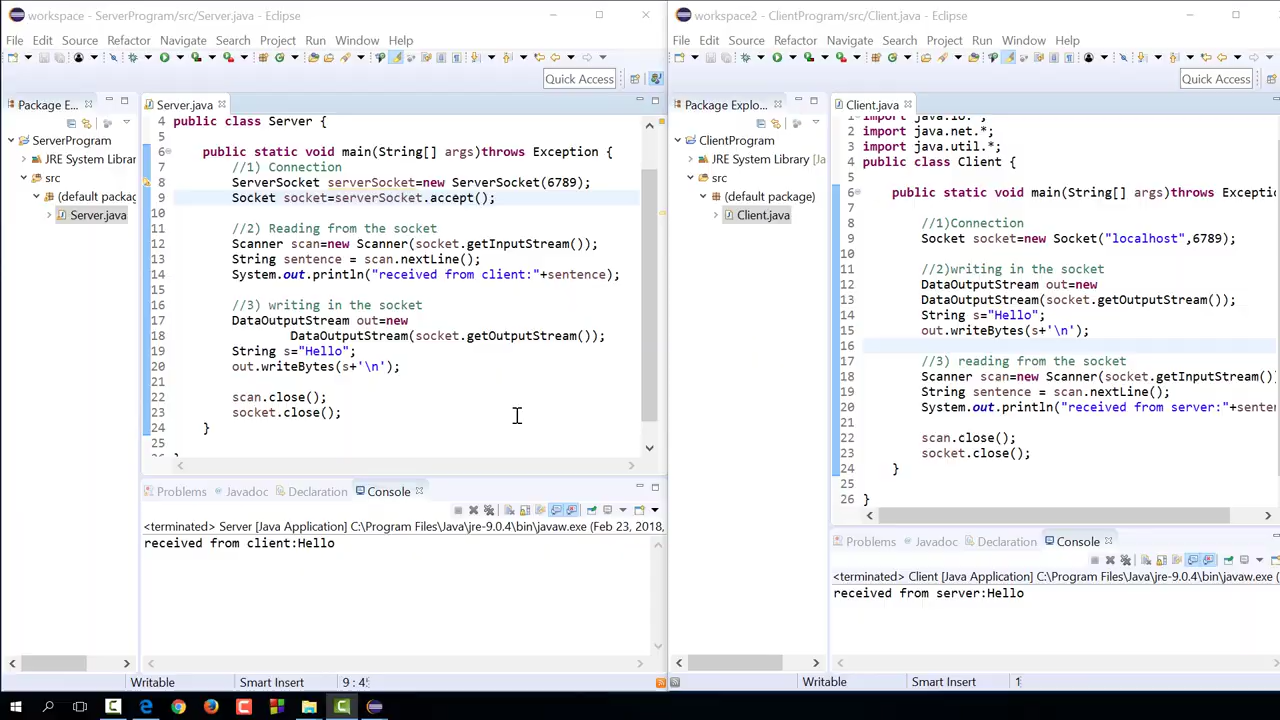 workspace - ServerProgram/src/Server.java - Eclipse
File Edit Source Refactor Navigate Search Project Run Window Help
Quick Access
Package E...
ServerProgram
JRE System Librar
src
(default packag
Server.java
Server.java
4 public class Server {
5
6 public static void main(String[] args)throws Exception {
7 //1) Connection
8 ServerSocket serverSocket=new ServerSocket(6789);
9 Socket socket=serverSocket.accept();
10
11 //2) Reading from the socket
12 Scanner scan=new Scanner(socket.getInputStream());
13 String sentence = scan.nextLine();
14 System.out.println("received from client:"+sentence);
15
16 //3) writing in the socket
17 DataOutputStream out=new
18 DataOutputStream(socket.getOutputStream());
19 String s="Hello";
20 out.writeBytes(s+'\n');
21
22 scan.close();
23 socket.close();
24 }
25
26 }
Problems Javadoc Declaration Console
<terminated> Server [Java Application] C:\Program Files\Java\jre-9.0.4\bin\javaw.exe (Feb 23, 2018,
received from client:Hello
Writable Smart Insert 9 : 4
workspace2 - ClientProgram/src/Client.java - Eclipse
File Edit Source Refactor Navigate Search Project Run Window Help
Quick Access
Package Explo...
ClientProgram
JRE System Library [Ja
src
(default package)
Client.java
Client.java
1 import java.io.*;
2 import java.net.*;
3 import java.util.*;
4 public class Client {
5
6 public static void main(String[] args)throws Exceptio
7
8 //1)Connection
9 Socket socket=new Socket("localhost",6789);
10
11 //2)writing in the socket
12 DataOutputStream out=new
13 DataOutputStream(socket.getOutputStream());
14 String s="Hello";
15 out.writeBytes(s+'\n');
16
17 //3) reading from the socket
18 Scanner scan=new Scanner(socket.getInputStream()
19 String sentence = scan.nextLine();
20 System.out.println("received from server:"+senten
21
22 scan.close();
23 socket.close();
24 }
25
26 }
Problems Javadoc Declaration Console
<terminated> Client [Java Application] C:\Program Files\Java\jre-9.0.4\bin\javaw.exe (
received from server:Hello
Writable Smart Insert 1